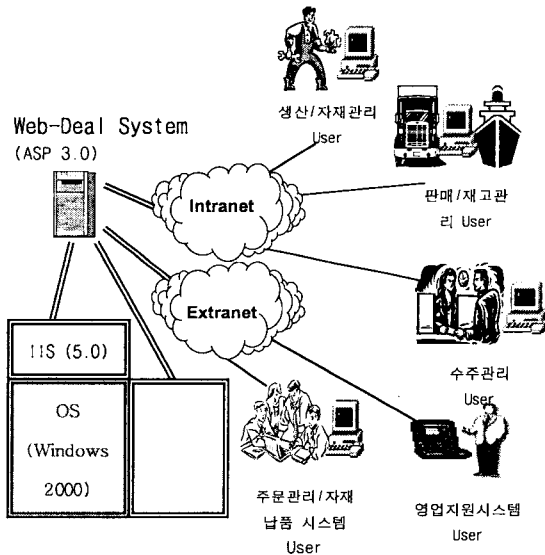 생산/자재관리
User
Web-Deal System
(ASP 3.0)
판매/재고관
리 User
Intranet
Extranet
IIS (5.0)
수주관리
User
OS
(Windows
2000)
주문관리/자재
납품 시스템
User
영업지원시스템
User